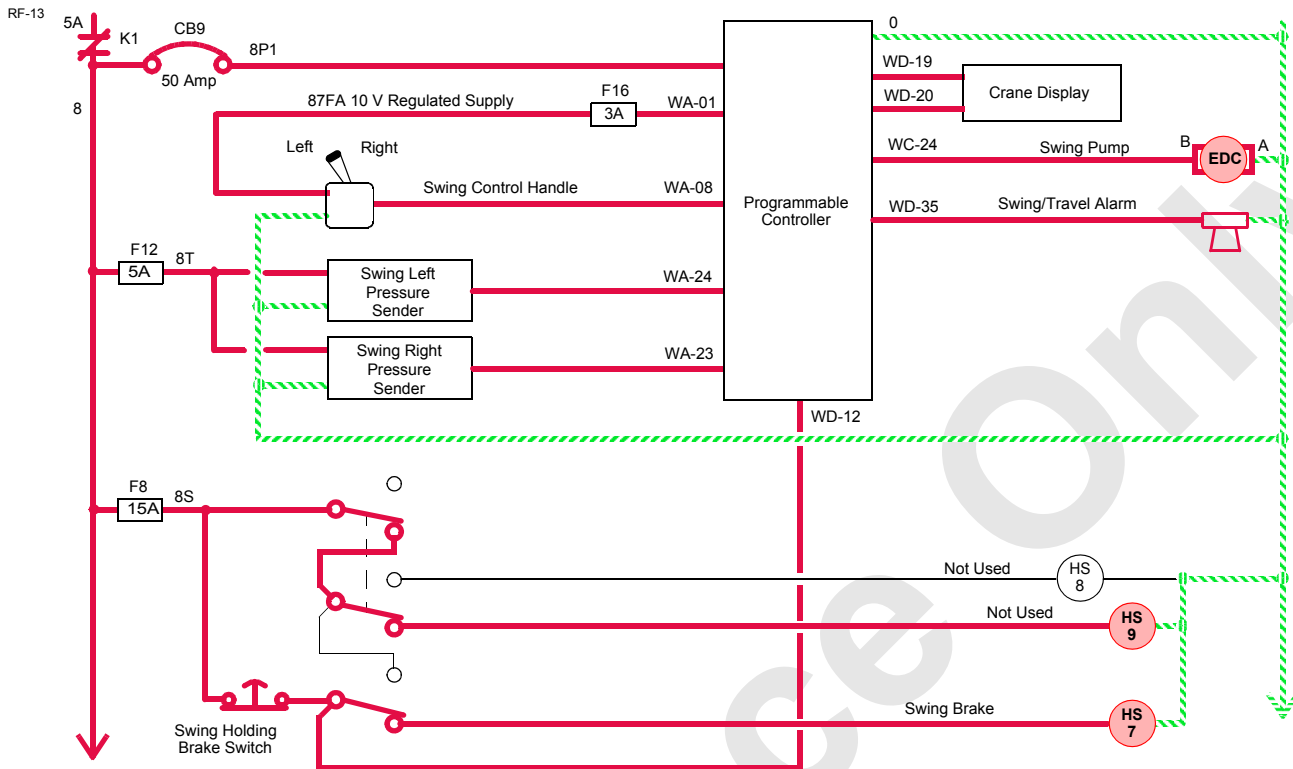 RF-13
5A
K1
CB9
50 Amp
8P1
8
87FA 10 V Regulated Supply
F16
3A
WA-01
Left
Right
Swing Control Handle
WA-08
F12
5A
8T
Swing Left
Pressure
Sender
WA-24
Swing Right
Pressure
Sender
WA-23
Programmable
Controller
0
WD-19
WD-20
Crane Display
WC-24
Swing Pump
B
EDC
A
WD-35
Swing/Travel Alarm
WD-12
F8
15A
8S
Not Used
HS
8
Not Used
HS
9
Swing Holding
Brake Switch
Swing Brake
HS
7
ce Only